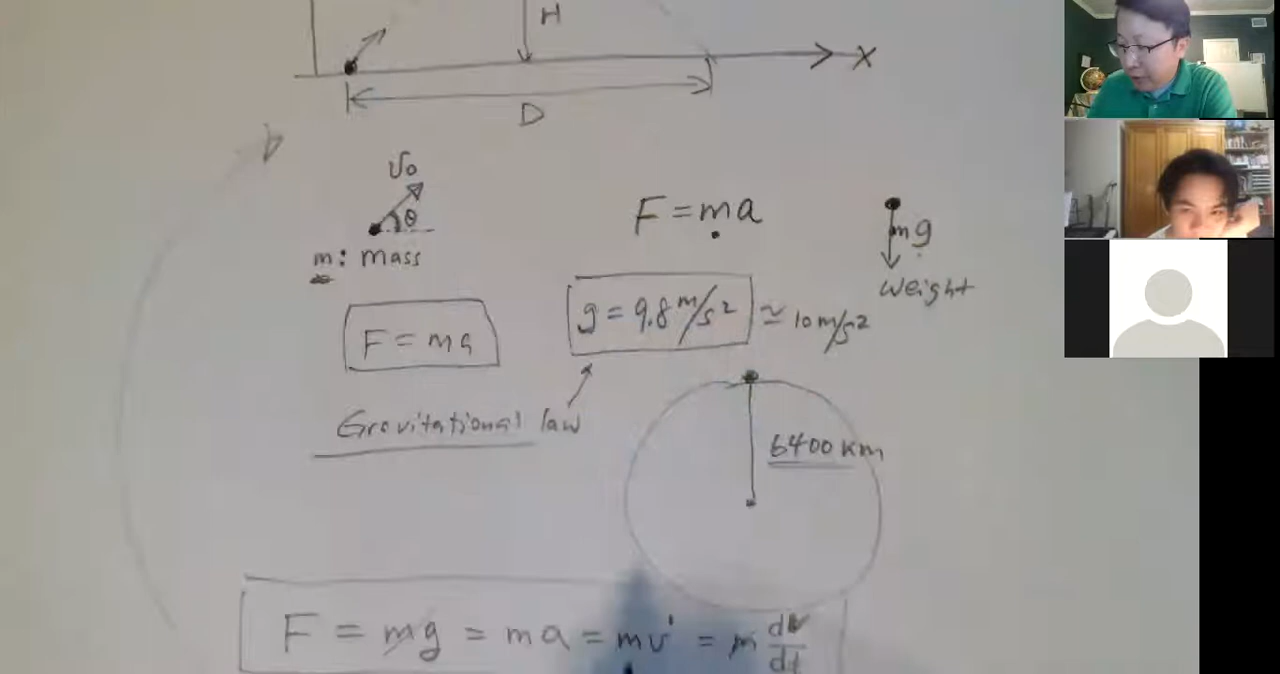 H
X
D
v₀
θ
m: mass
F = ma
mg
weight
F = ma
g = 9.8 m/s² ≃ 10 m/s²
Gravitational law
6400 km
F = mg = ma = mv̇ = m dv/dt